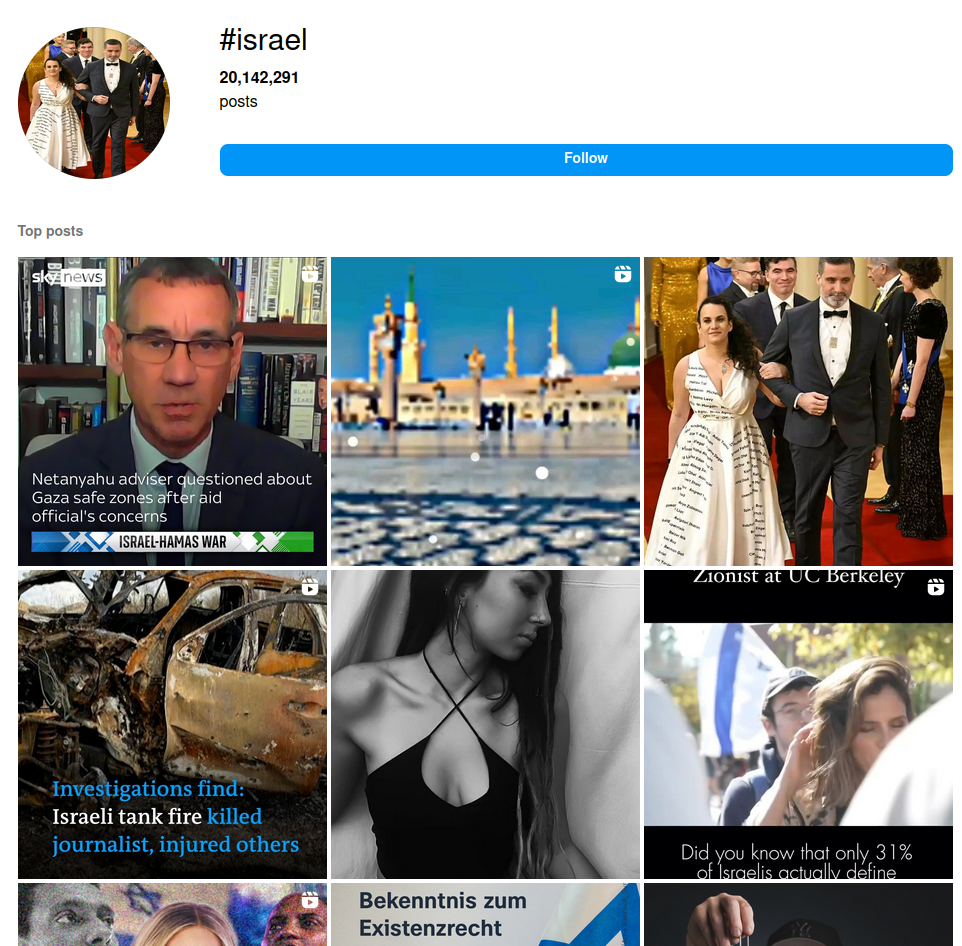 #israel
20,142,291
posts
Follow
Top posts
sky news
Netanyahu adviser questioned about
Gaza safe zones after aid
official's concerns
ISRAEL-HAMAS WAR
Investigations find:
Israeli tank fire killed
journalist, injured others
Zionist at UC Berkeley
Did you know that only 31%
of Israelis actually define
Bekenntnis zum
Existenzrecht